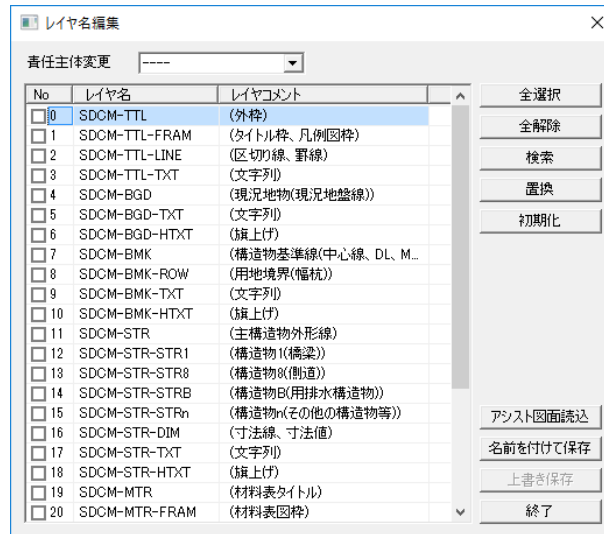 レイヤ名編集
責任主体変更 ----
No レイヤ名 レイヤコメント
0 SDCM-TTL (外枠)
1 SDCM-TTL-FRAM (タイトル枠、凡例図枠)
2 SDCM-TTL-LINE (区切り線、罫線)
3 SDCM-TTL-TXT (文字列)
4 SDCM-BGD (現況地物(現況地盤線))
5 SDCM-BGD-TXT (文字列)
6 SDCM-BGD-HTXT (旗上げ)
7 SDCM-BMK (構造物基準線(中心線、DL、M...
8 SDCM-BMK-ROW (用地境界(幅杭))
9 SDCM-BMK-TXT (文字列)
10 SDCM-BMK-HTXT (旗上げ)
11 SDCM-STR (主構造物外形線)
12 SDCM-STR-STR1 (構造物1(橋梁))
13 SDCM-STR-STR8 (構造物8(側道))
14 SDCM-STR-STRB (構造物B(用排水構造物))
15 SDCM-STR-STRn (構造物n(その他の構造物等))
16 SDCM-STR-DIM (寸法線、寸法値)
17 SDCM-STR-TXT (文字列)
18 SDCM-STR-HTXT (旗上げ)
19 SDCM-MTR (材料表タイトル)
20 SDCM-MTR-FRAM (材料表図枠)
全選択
全解除
検索
置換
初期化
アシスト図面読込
名前を付けて保存
上書き保存
終了